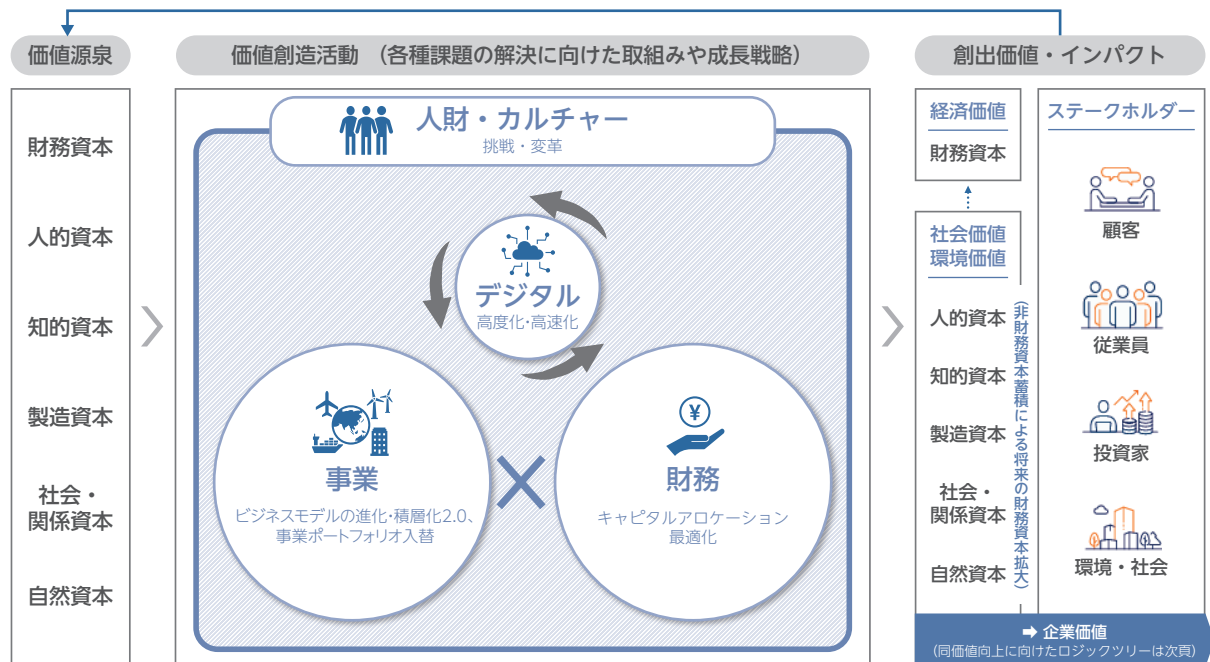 価値源泉
価値創造活動 （各種課題の解決に向けた取組みや成長戦略）
創出価値・インパクト
財務資本
人的資本
知的資本
製造資本
社会・
関係資本
自然資本
人財・カルチャー
挑戦・変革
デジタル
高度化・高速化
事業
ビジネスモデルの進化・積層化2.0、
事業ポートフォリオ入替
¥
財務
キャピタルアロケーション
最適化
経済価値
財務資本
社会価値
環境価値
人的資本
知的資本
製造資本
社会・
関係資本
自然資本
（非財務資本蓄積による将来の財務資本拡大）
ステークホルダー
顧客
従業員
投資家
環境・社会
➡ 企業価値
（同価値向上に向けたロジックツリーは次頁）